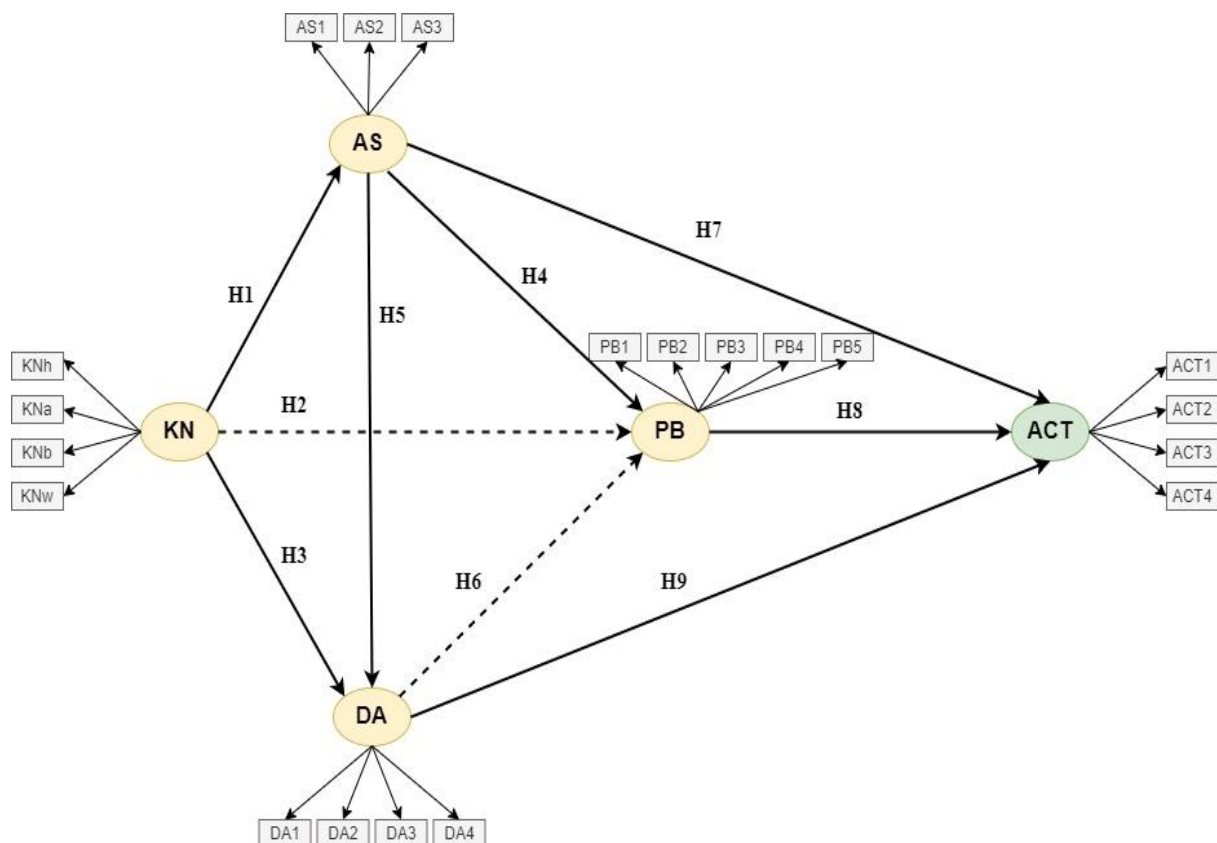 AS1 AS2 AS3
AS
H7
H4
H1
H5
PB1 PB2 PB3 PB4 PB5
KNh
KNa
KNb
KNw
KN
H2
PB
H8
ACT
ACT1
ACT2
ACT3
ACT4
H3
H6
H9
DA
DA1 DA2 DA3 DA4